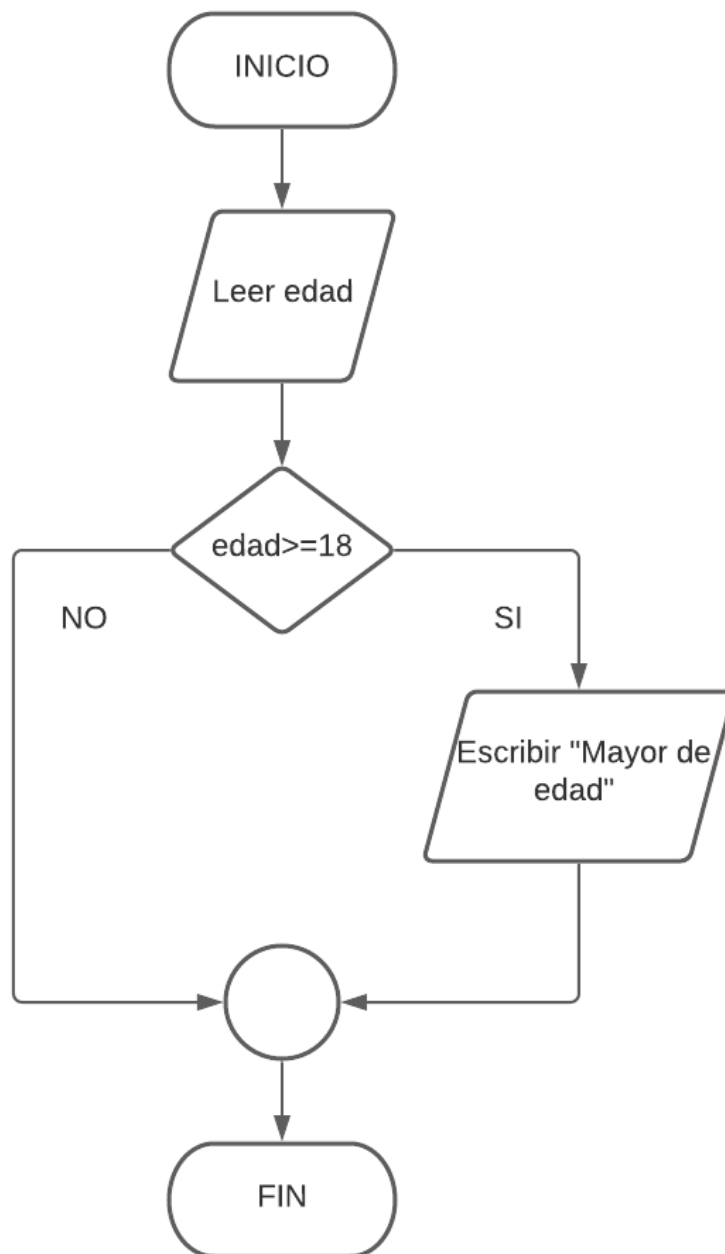 INICIO
Leer edad
edad>=18
NO
SI
Escribir "Mayor de
edad"
FIN